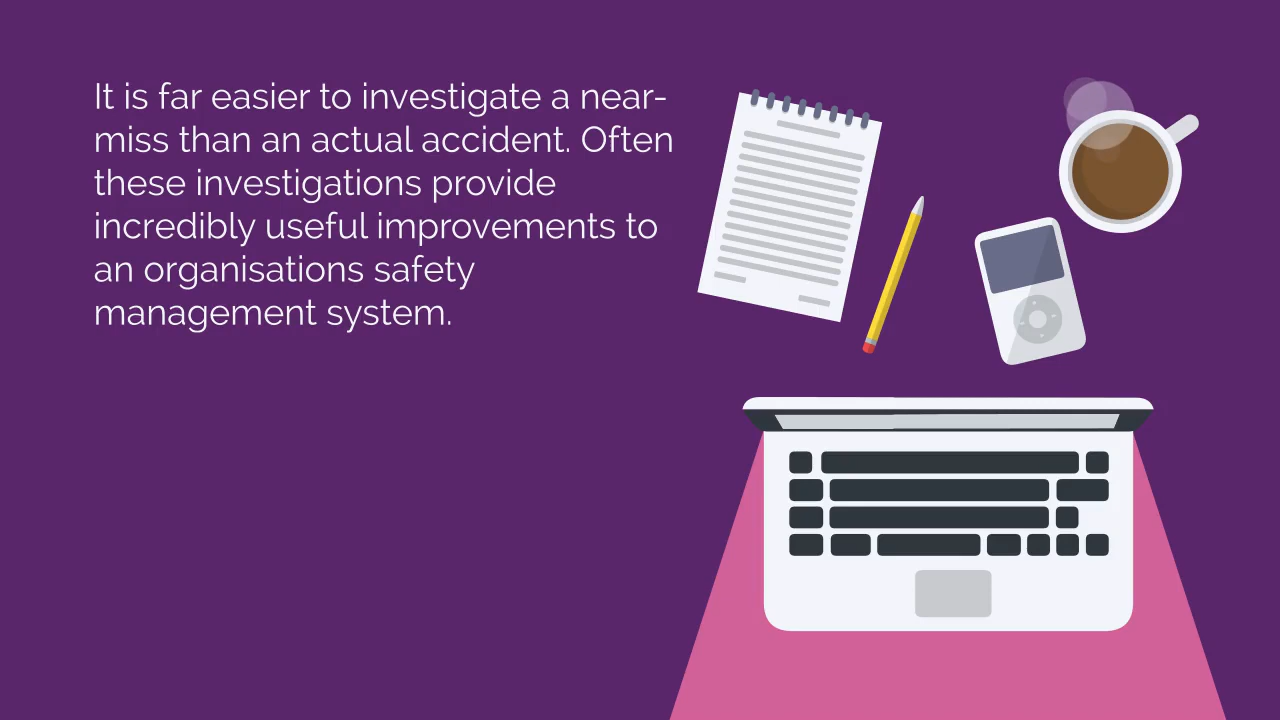 It is far easier to investigate a near-
miss than an actual accident. Often
these investigations provide
incredibly useful improvements to
an organisations safety
management system.